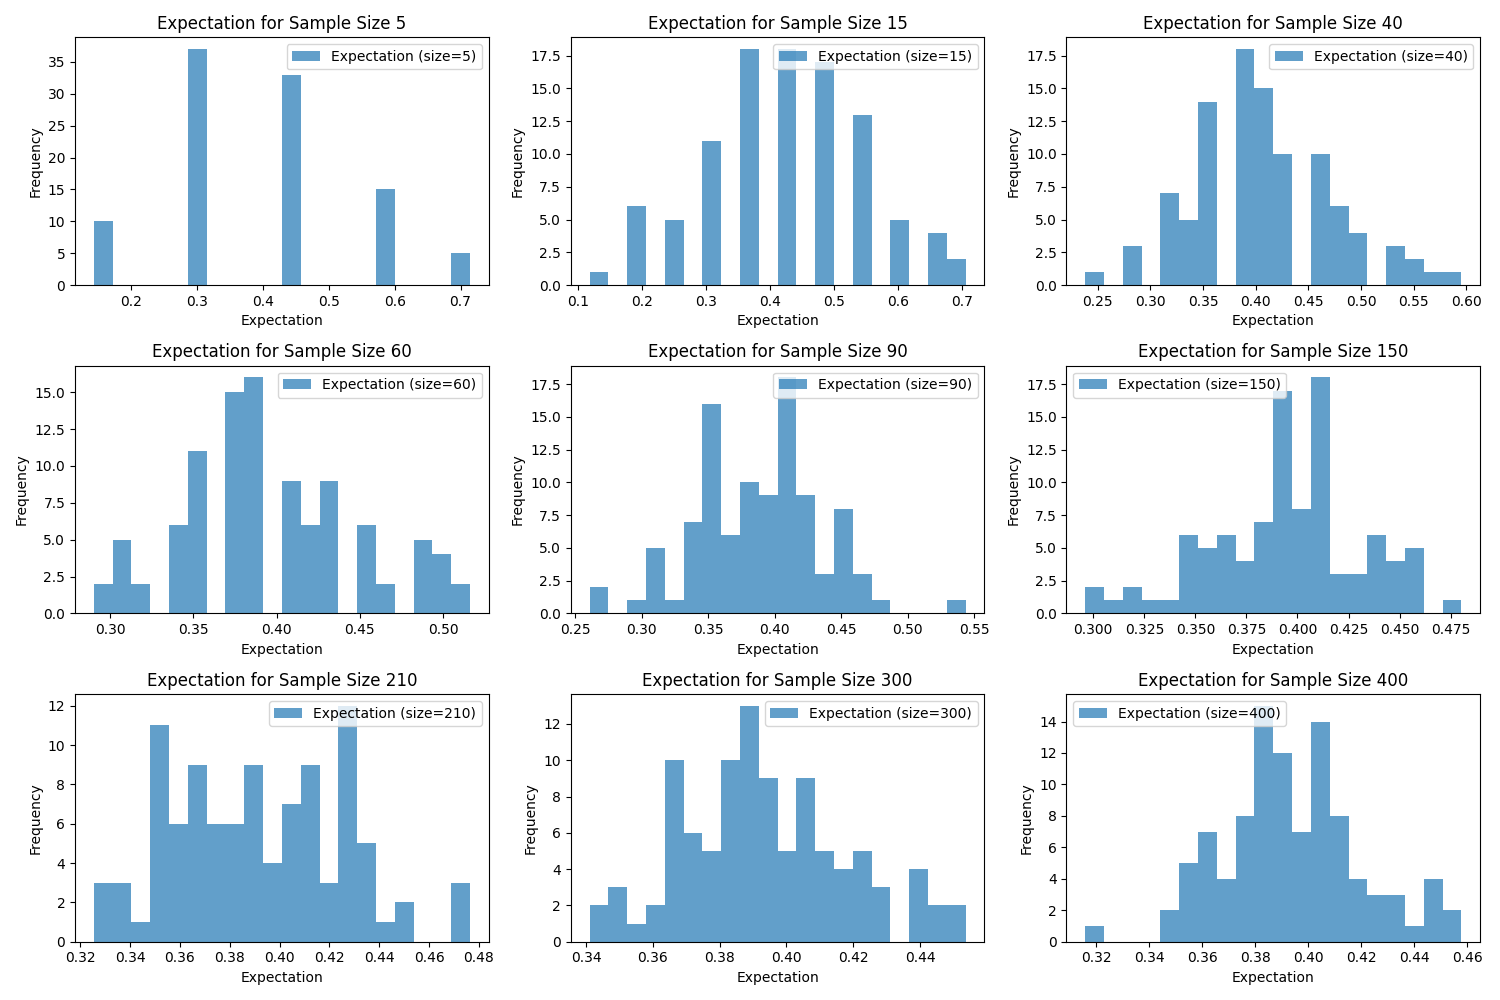 Expectation for Sample Size 5
Expectation (size=5)
Frequency
35
30
25
20
15
10
5
0
0.2 0.3 0.4 0.5 0.6 0.7
Expectation
Expectation for Sample Size 15
Expectation (size=15)
Frequency
17.5
15.0
12.5
10.0
7.5
5.0
2.5
0.0
0.1 0.2 0.3 0.4 0.5 0.6 0.7
Expectation
Expectation for Sample Size 40
Expectation (size=40)
Frequency
17.5
15.0
12.5
10.0
7.5
5.0
2.5
0.0
0.25 0.30 0.35 0.40 0.45 0.50 0.55 0.60
Expectation
Expectation for Sample Size 60
Expectation (size=60)
Frequency
15.0
12.5
10.0
7.5
5.0
2.5
0.0
0.30 0.35 0.40 0.45 0.50
Expectation
Expectation for Sample Size 90
Expectation (size=90)
Frequency
17.5
15.0
12.5
10.0
7.5
5.0
2.5
0.0
0.25 0.30 0.35 0.40 0.45 0.50 0.55
Expectation
Expectation for Sample Size 150
Expectation (size=150)
Frequency
17.5
15.0
12.5
10.0
7.5
5.0
2.5
0.0
0.300 0.325 0.350 0.375 0.400 0.425 0.450 0.475
Expectation
Expectation for Sample Size 210
Expectation (size=210)
Frequency
12
10
8
6
4
2
0
0.32 0.34 0.36 0.38 0.40 0.42 0.44 0.46 0.48
Expectation
Expectation for Sample Size 300
Expectation (size=300)
Frequency
12
10
8
6
4
2
0
0.34 0.36 0.38 0.40 0.42 0.44
Expectation
Expectation for Sample Size 400
Expectation (size=400)
Frequency
14
12
10
8
6
4
2
0
0.32 0.34 0.36 0.38 0.40 0.42 0.44 0.46
Expectation